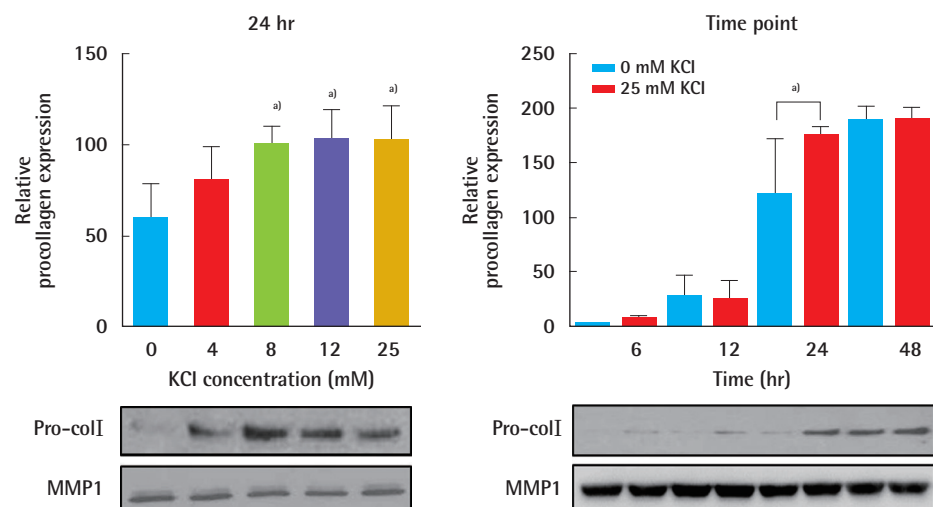 24 hr
Relative
procollagen expression
150
100
50
0
a)
a)
a)
0 4 8 12 25
KCl concentration (mM)
Pro-colI
MMP1
Time point
0 mM KCl
25 mM KCl
Relative
procollagen expression
250
200
150
100
50
0
a)
6 12 24 48
Time (hr)
Pro-colI
MMP1